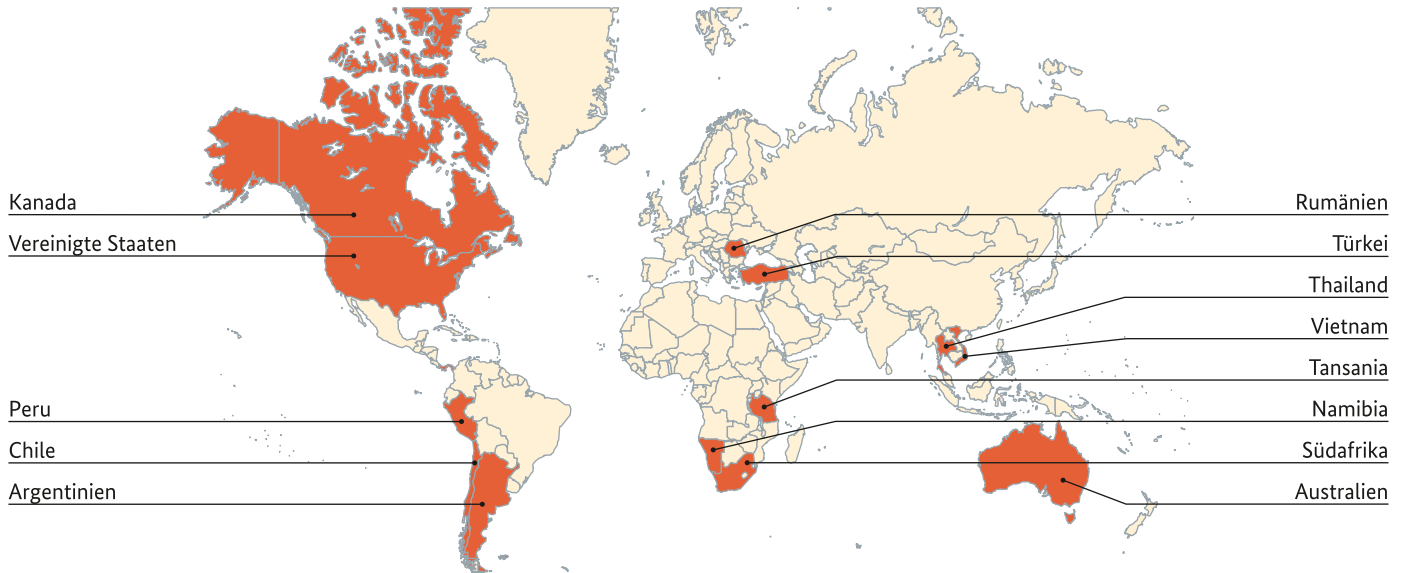 Kanada
Vereinigte Staaten
Peru
Chile
Argentinien
Rumänien
Türkei
Thailand
Vietnam
Tansania
Namibia
Südafrika
Australien